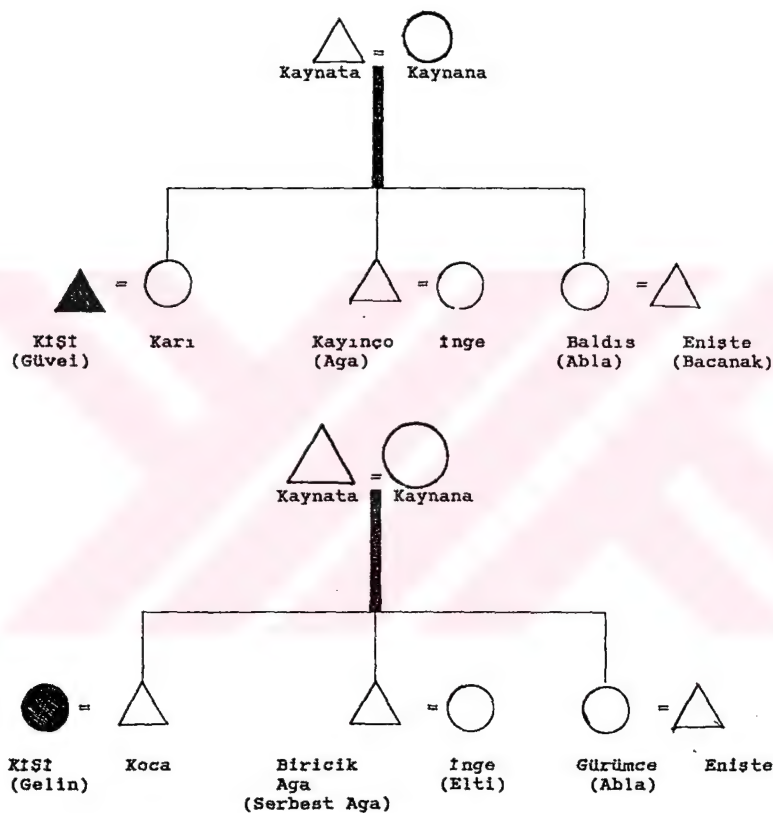 Kaynata = Kaynana
= = =
KİŞİ Karı Kayınço İnge Baldıs Enişte
(Güvei) (Aga) (Abla) (Bacanak)
Kaynata = Kaynana
= = =
KİŞİ Koca Biricik İnge Gürümce Enişte
(Gelin) Aga (Elti) (Abla)
(Serbest Aga)